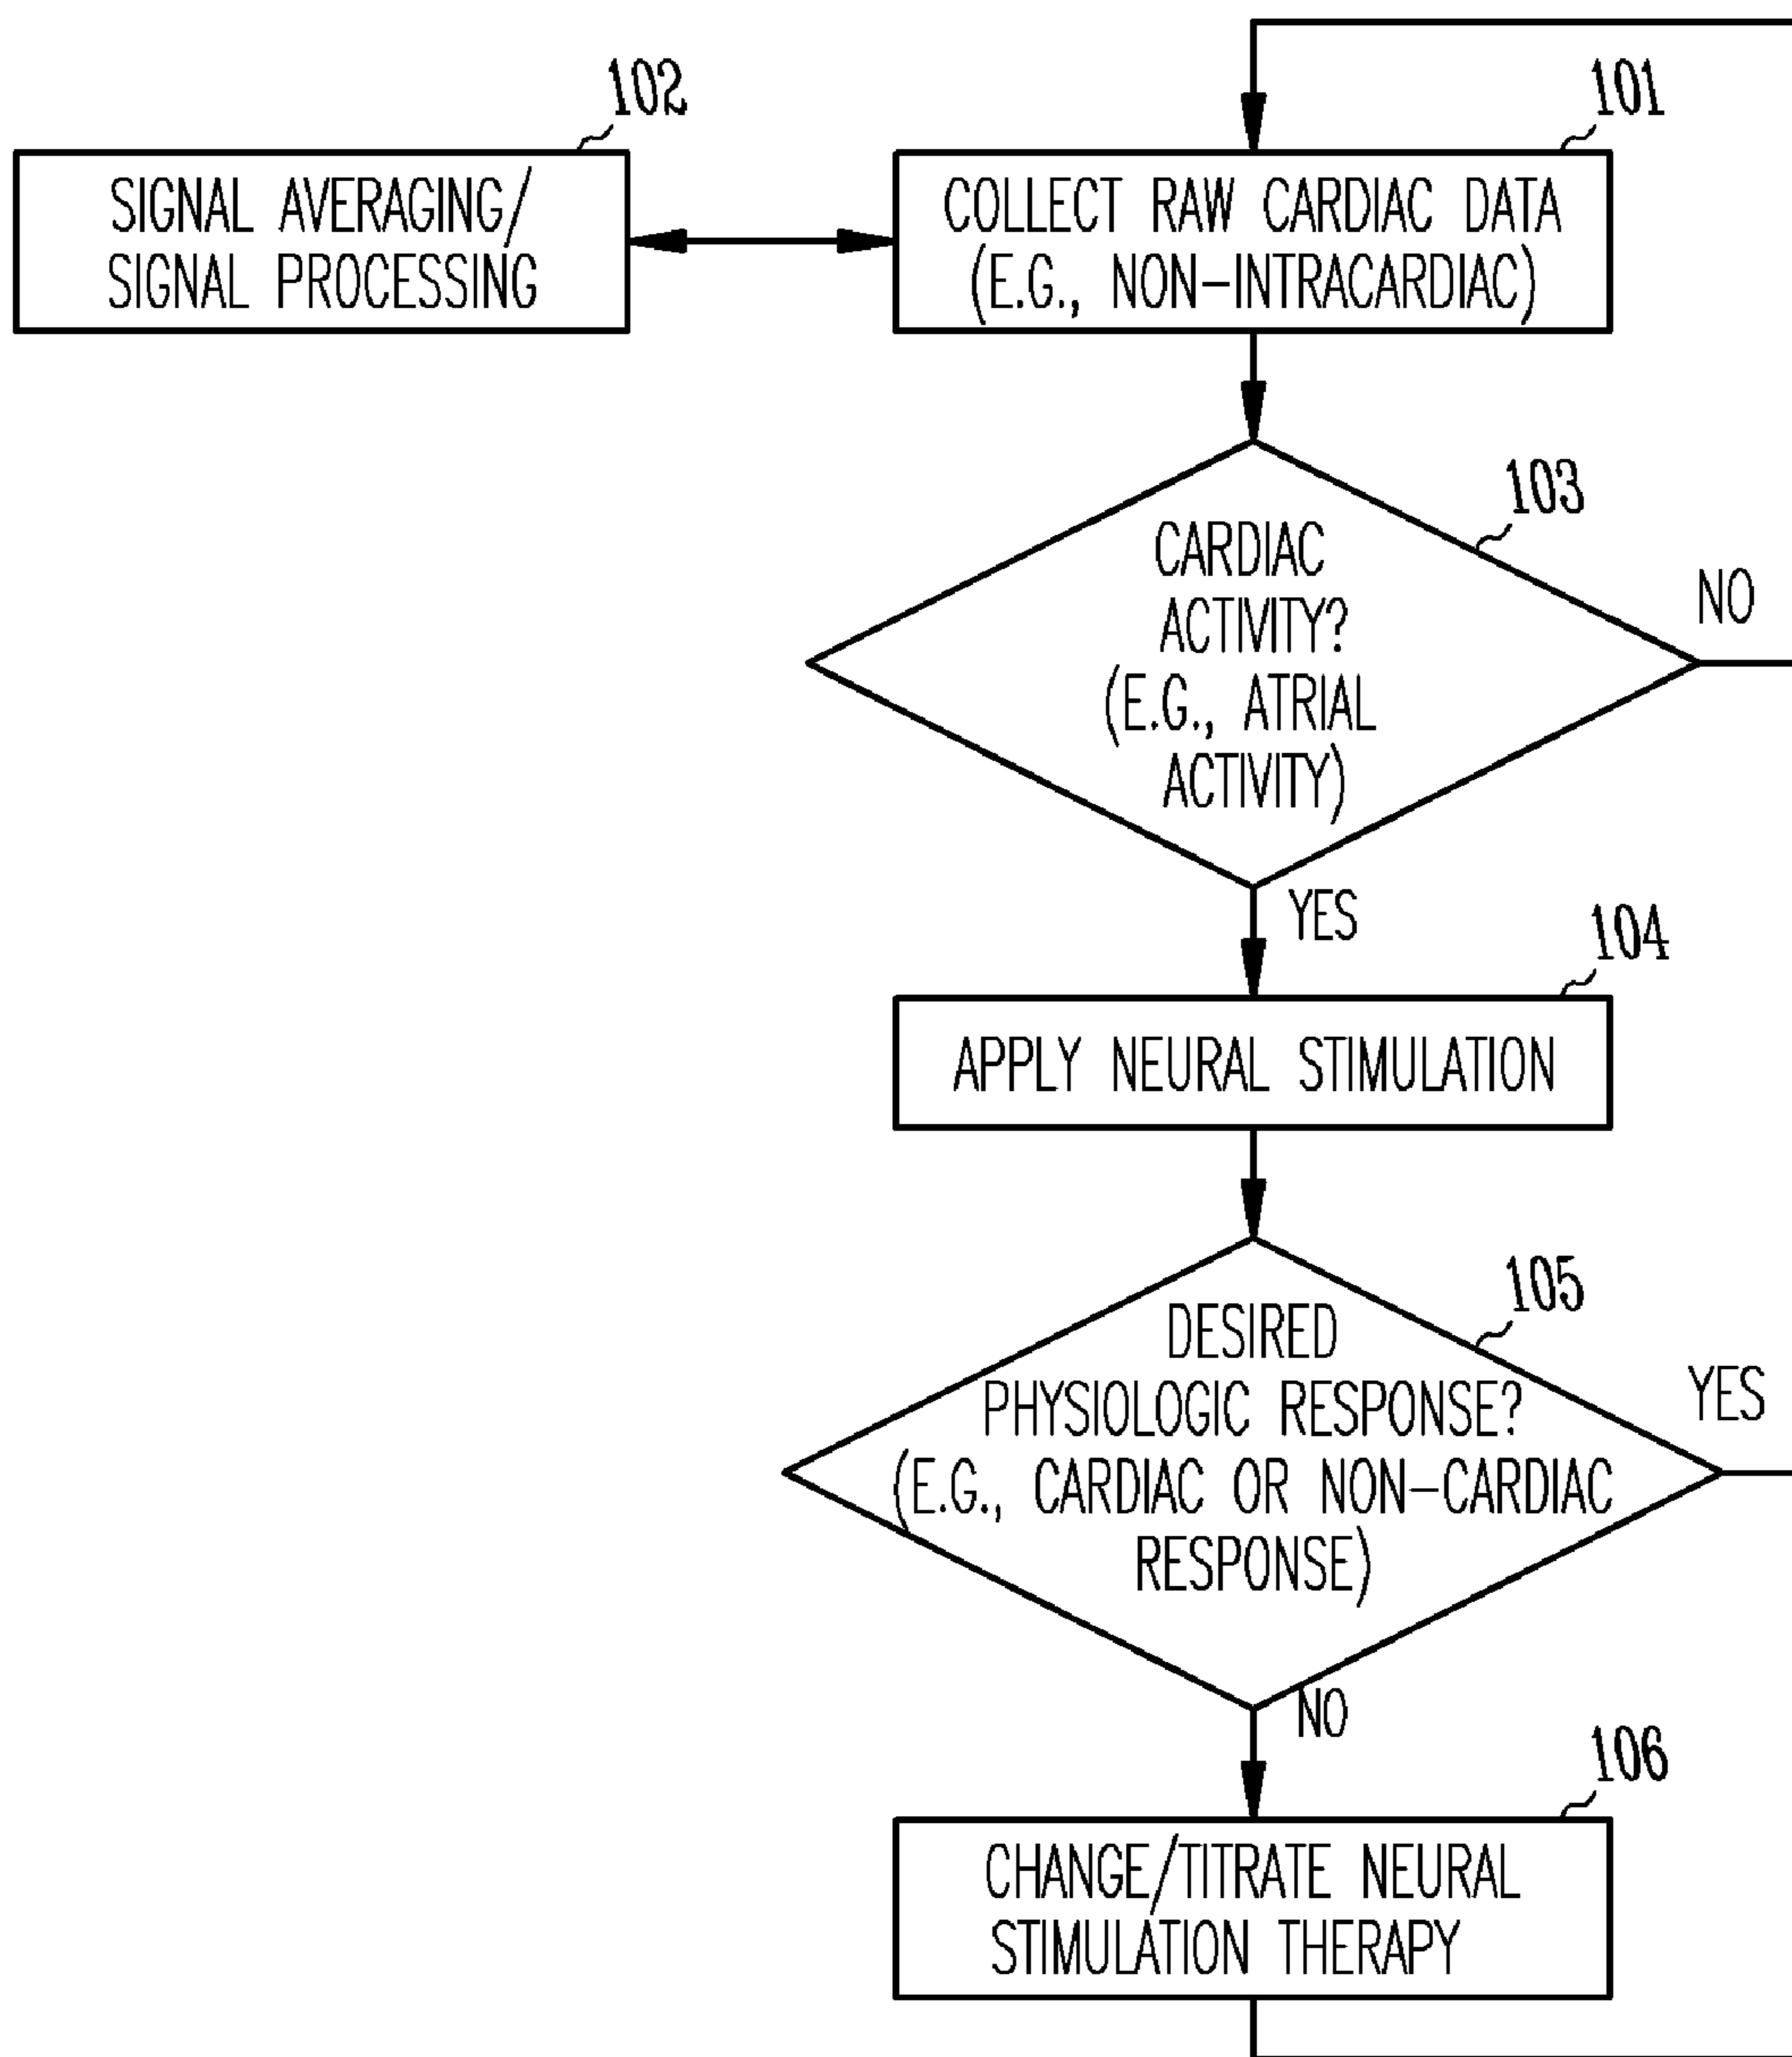 102
SIGNAL AVERAGING/
SIGNAL PROCESSING
101
COLLECT RAW CARDIAC DATA
(E.G., NON-INTRACARDIAC)
103
CARDIAC
ACTIVITY?
(E.G., ATRIAL
ACTIVITY)
NO
YES
104
APPLY NEURAL STIMULATION
105
DESIRED
PHYSIOLOGIC RESPONSE?
(E.G., CARDIAC OR NON-CARDIAC
RESPONSE)
YES
NO
106
CHANGE/TITRATE NEURAL
STIMULATION THERAPY